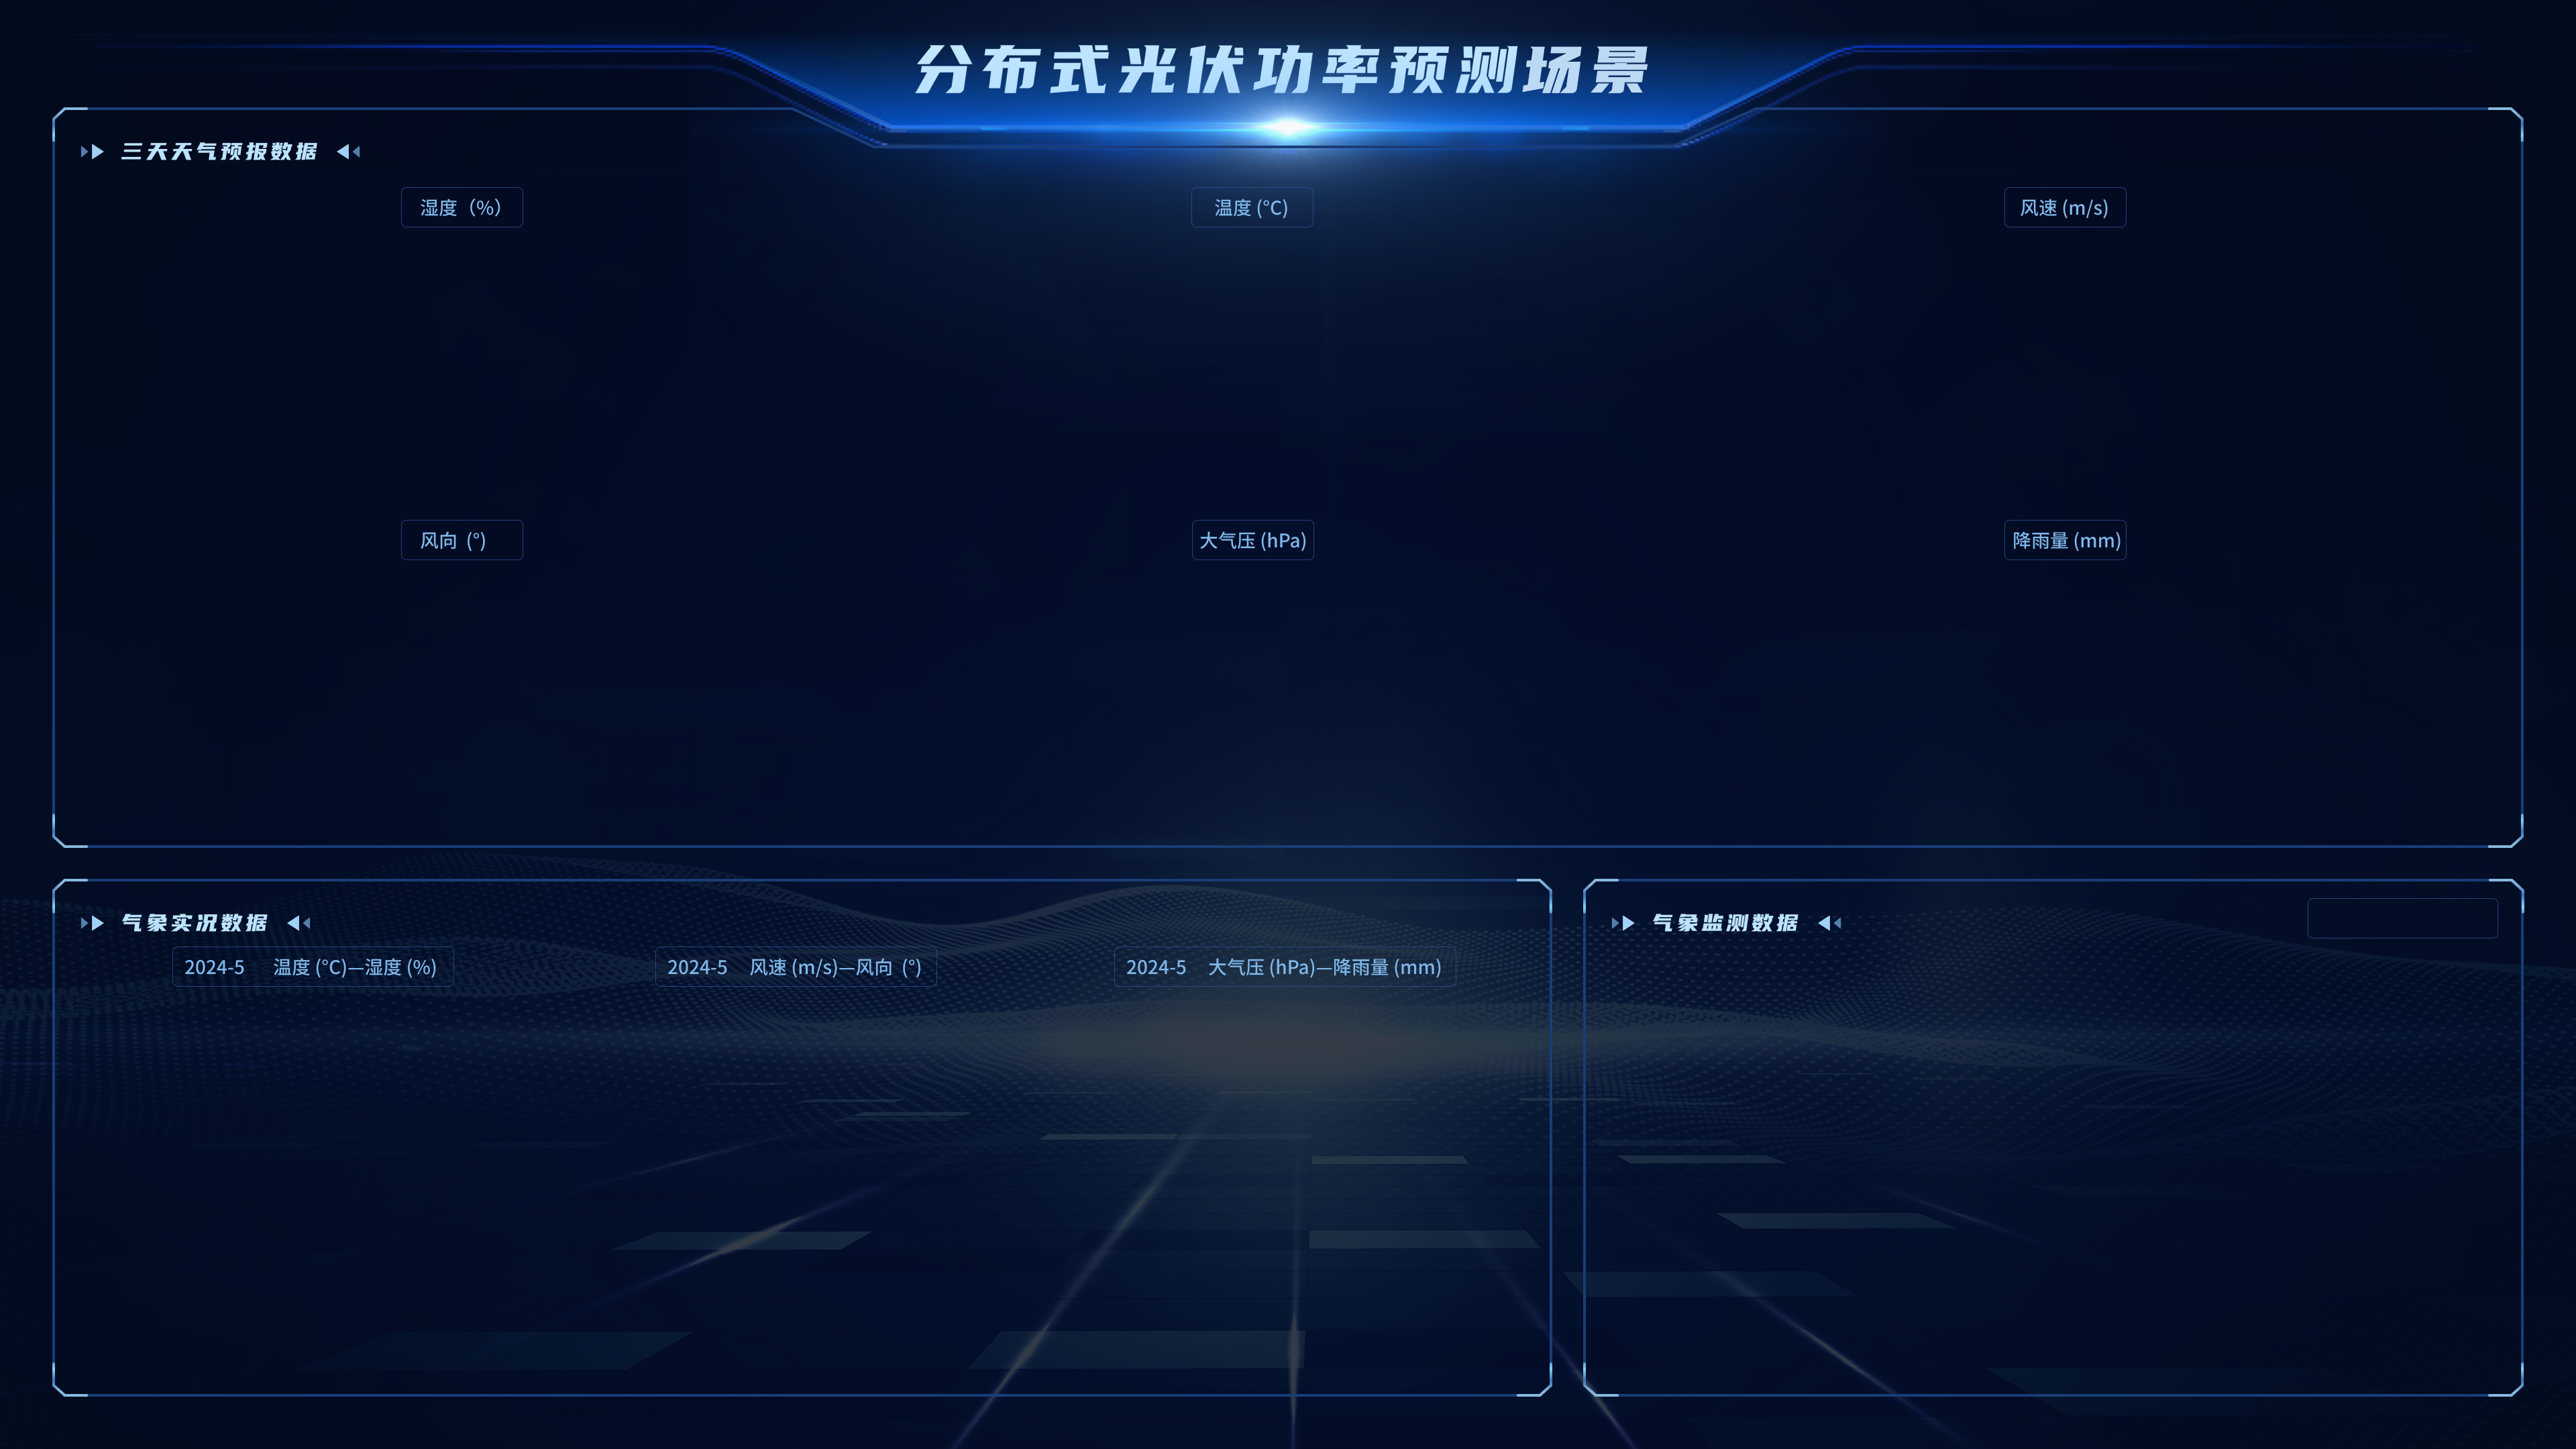 分布式光伏功率预测场景
三天天气预报数据
湿度（%） 温度 (°C) 风速 (m/s)
风向 (°) 大气压 (hPa) 降雨量 (mm)
气象实况数据 气象监测数据
2024-5 温度 (°C)—湿度 (%) 2024-5 风速 (m/s)—风向 (°) 2024-5 大气压 (hPa)—降雨量 (mm)